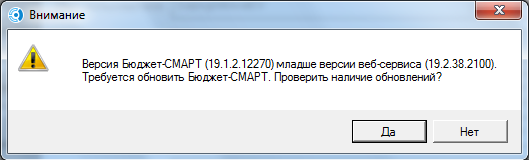 Внимание
Версия Бюджет-СМАРТ (19.1.2.12270) младше версии веб-сервиса (19.2.38.2100).
Требуется обновить Бюджет-СМАРТ. Проверить наличие обновлений?
Да
Нет